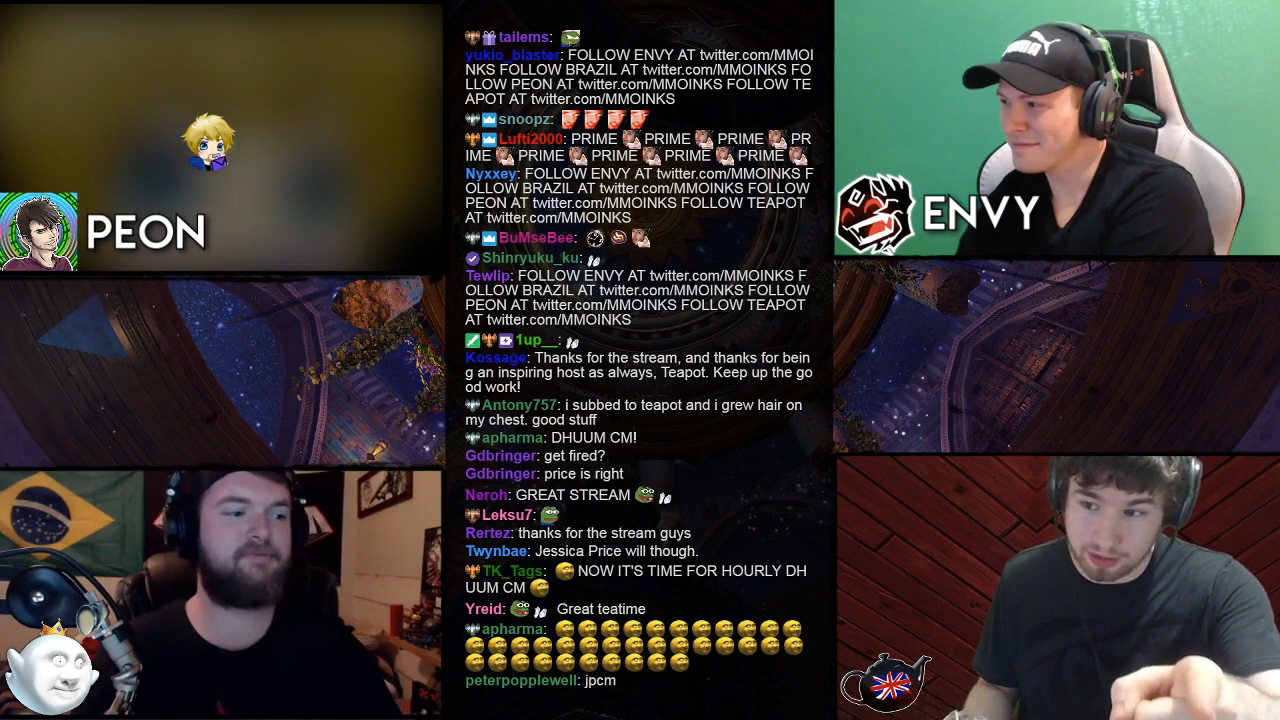 PEON
tailems:
yukio_blaster: FOLLOW ENVY AT twitter.com/MMOI
NKS FOLLOW BRAZIL AT twitter.com/MMOINKS FO
LLOW PEON AT twitter.com/MMOINKS FOLLOW TE
APOT AT twitter.com/MMOINKS
snoopz:
Lufti2000: PRIME PRIME PRIME PR
IME PRIME PRIME PRIME PRIME
Nyxxey: FOLLOW ENVY AT twitter.com/MMOINKS F
OLLOW BRAZIL AT twitter.com/MMOINKS FOLLOW
PEON AT twitter.com/MMOINKS FOLLOW TEAPOT
AT twitter.com/MMOINKS
BuMseBee:
Shinryuku_ku:
Tewlip: FOLLOW ENVY AT twitter.com/MMOINKS F
OLLOW BRAZIL AT twitter.com/MMOINKS FOLLOW
PEON AT twitter.com/MMOINKS FOLLOW TEAPOT
AT twitter.com/MMOINKS
1up__:
Kossage: Thanks for the stream, and thanks for bein
g an inspiring host as always, Teapot. Keep up the go
od work!
Antony757: i subbed to teapot and i grew hair on
my chest. good stuff
apharma: DHUUM CM!
Gdbringer: get fired?
Gdbringer: price is right
Neroh: GREAT STREAM
Leksu7:
Rertez: thanks for the stream guys
Twynbae: Jessica Price will though.
TK_Tags: NOW IT'S TIME FOR HOURLY DH
UUM CM
Yreid: Great teatime
apharma:
peterpopplewell: jpcm
PUMA
ENVY